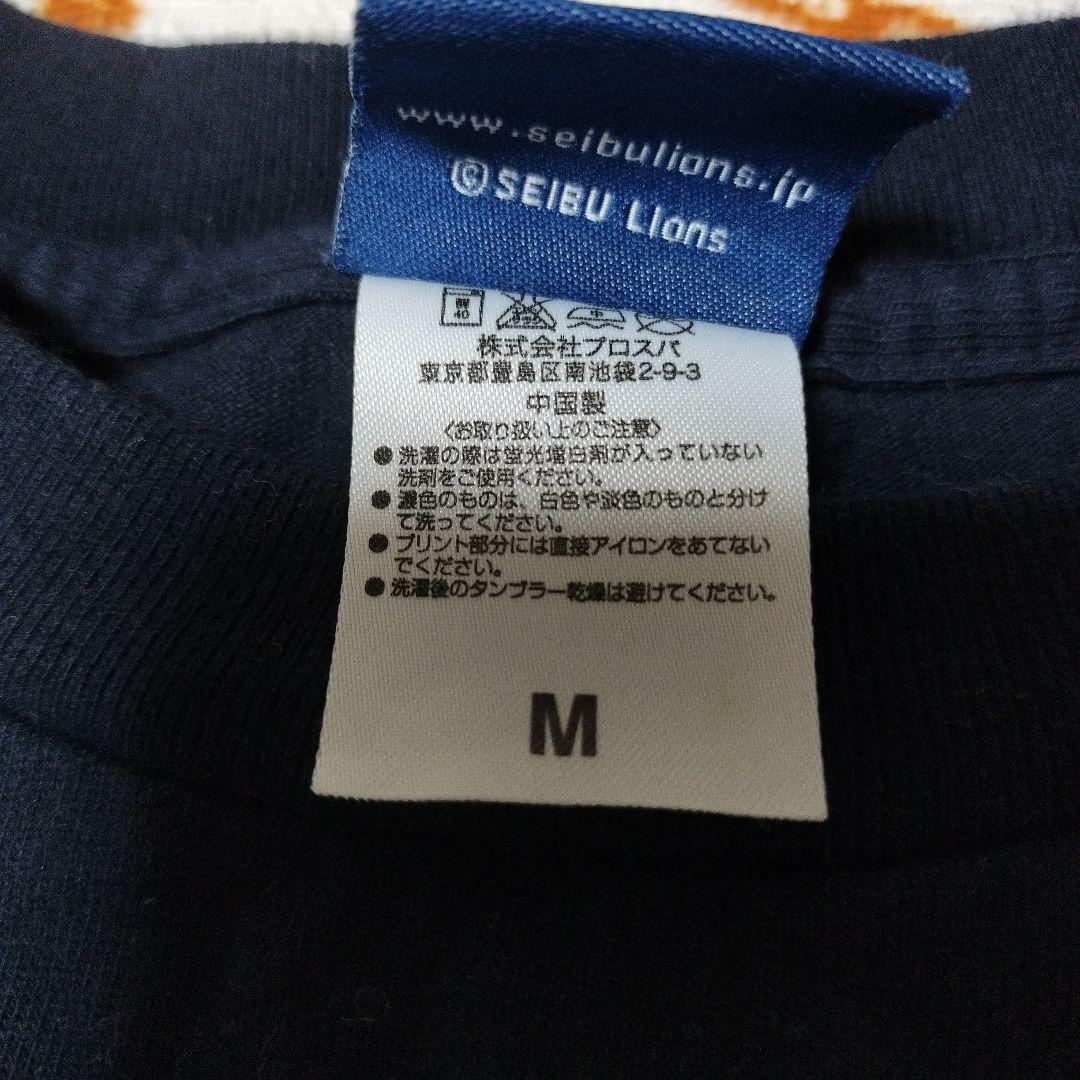 www.seibulions.jp
©SEIBU Lions
40
中
株式会社プロスパ
東京都豊島区南池袋2-9-3
中国製
〈お取り扱い上のご注意〉
●洗濯の際は蛍光増白剤が入っていない
洗剤をご使用ください。
●濃色のものは、白色や淡色のものと分け
て洗ってください。
●プリント部分には直接アイロンをあてない
でください。
●洗濯後のタンブラー乾燥は避けてください。
M